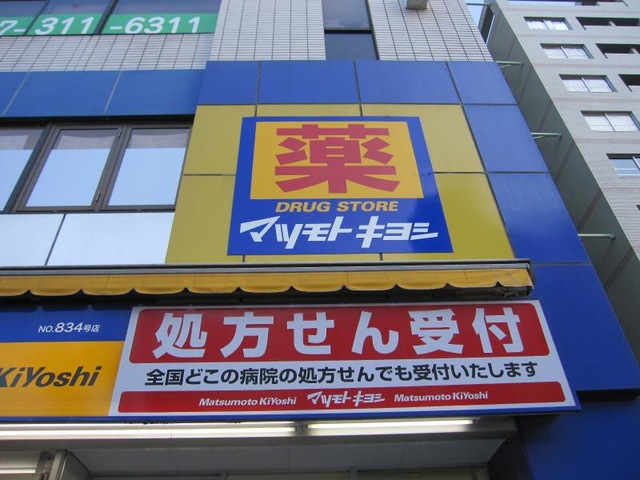 7-311-6311
薬
DRUG STORE
マツモトキヨシ
NO.834号店
KiYoshi
処方せん受付
全国どこの病院の処方せんでも受付いたします
Matsumoto KiYoshi マツモトキヨシ Matsumoto KiYoshi